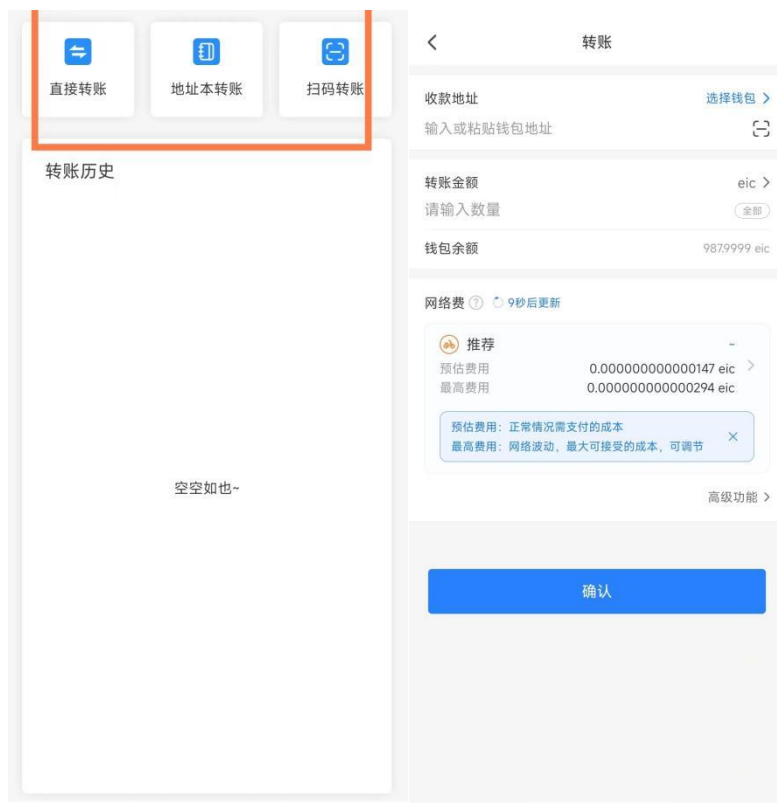 直接转账
地址本转账
扫码转账
转账历史
空空如也~
转账
收款地址
选择钱包
输入或粘贴钱包地址
转账金额
eic
请输入数量
全部
钱包余额
987.9999 eic
网络费 ? 9秒后更新
推荐
-
预估费用
0.000000000000147 eic
最高费用
0.000000000000294 eic
预估费用：正常情况需支付的成本
最高费用：网络波动，最大可接受的成本，可调节
高级功能
确认